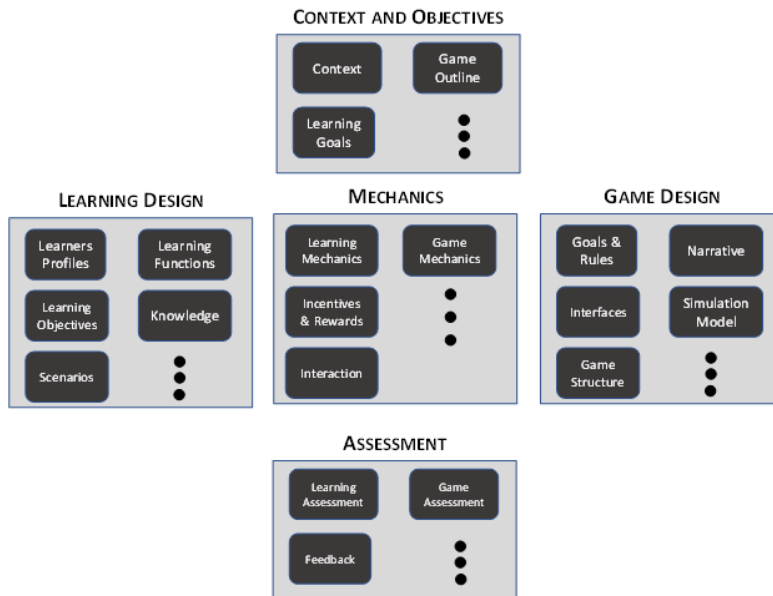 CONTEXT AND OBJECTIVES
Context
Game
Outline
Learning
Goals
LEARNING DESIGN
Learners
Profiles
Learning
Functions
Learning
Objectives
Knowledge
Scenarios
MECHANICS
Learning
Mechanics
Game
Mechanics
Incentives
& Rewards
Interaction
GAME DESIGN
Goals &
Rules
Narrative
Interfaces
Simulation
Model
Game
Structure
ASSESSMENT
Learning
Assessment
Game
Assessment
Feedback